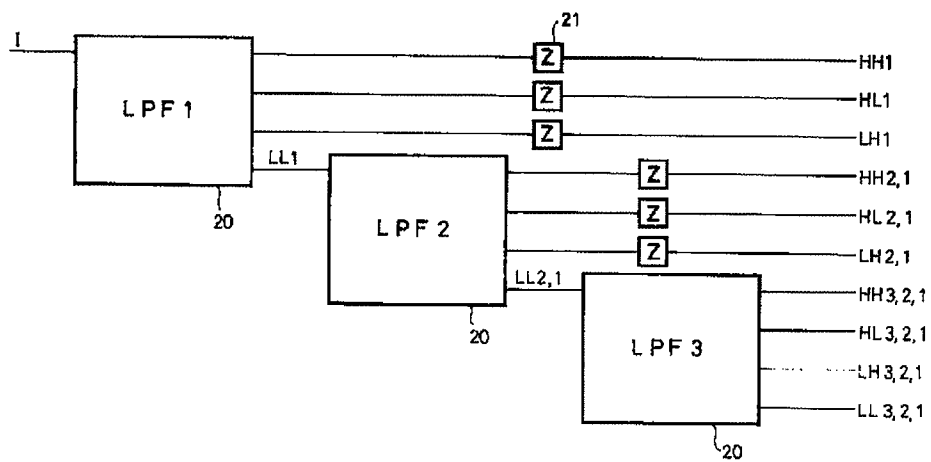 21
I
Z
HH1
LPF1
Z
HL1
Z
LH1
LL1
20
LPF2
Z
HH2,1
Z
HL2,1
Z
LH2,1
LL2,1
20
LPF3
HH3,2,1
HL3,2,1
LH3,2,1
LL3,2,1
20